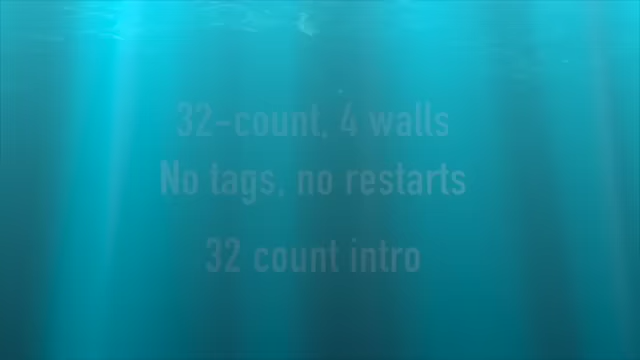 32-count, 4 walls
No tags, no restarts
32 count intro